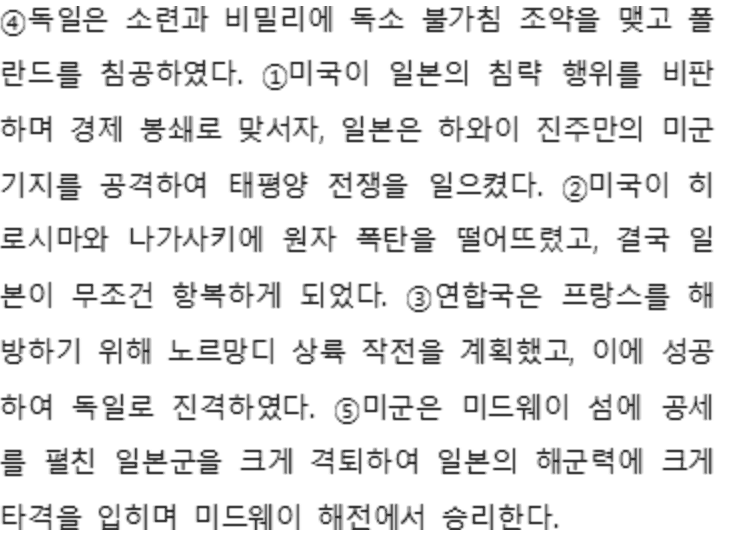 ④독일은 소련과 비밀리에 독소 불가침 조약을 맺고 폴
란드를 침공하였다. ①미국이 일본의 침략 행위를 비판
하며 경제 봉쇄로 맞서자, 일본은 하와이 진주만의 미군
기지를 공격하여 태평양 전쟁을 일으켰다. ②미국이 히
로시마와 나가사키에 원자 폭탄을 떨어뜨렸고, 결국 일
본이 무조건 항복하게 되었다. ③연합국은 프랑스를 해
방하기 위해 노르망디 상륙 작전을 계획했고, 이에 성공
하여 독일로 진격하였다. ⑤미군은 미드웨이 섬에 공세
를 펼친 일본군을 크게 격퇴하여 일본의 해군력에 크게
타격을 입히며 미드웨이 해전에서 승리한다.